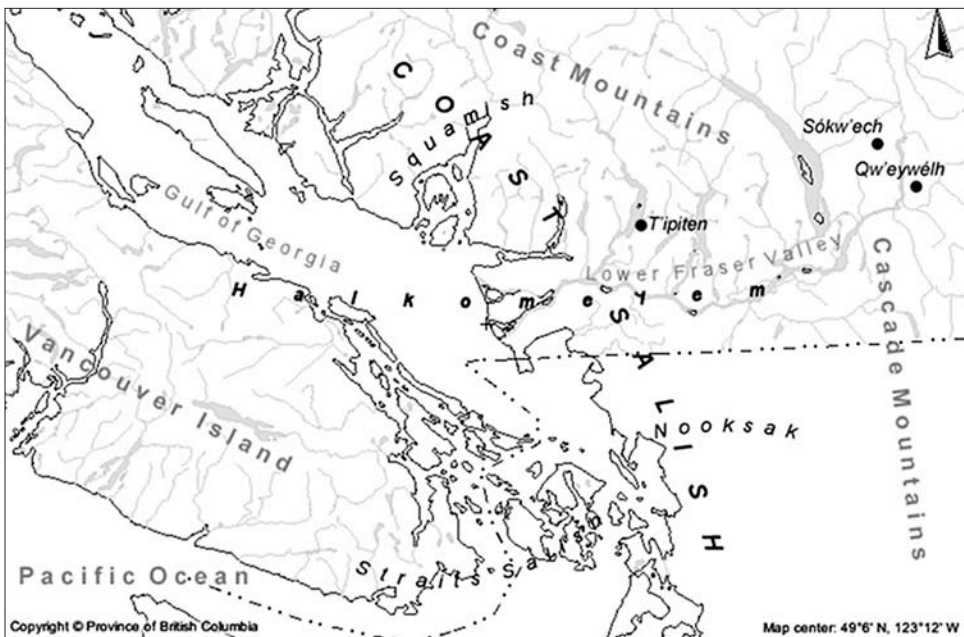 Coast Mountains
COAST SALISH
Squamish
Sókw'ech
Qw'eywélh
T'ipiten
Gulf of Georgia
Lower Fraser Valley
Halkomeyem
Vancouver Island
Cascade Mountains
Nooksak
Straits Salish
Pacific Ocean
Copyright © Province of British Columbia
Map center: 49°6' N, 123°12' W